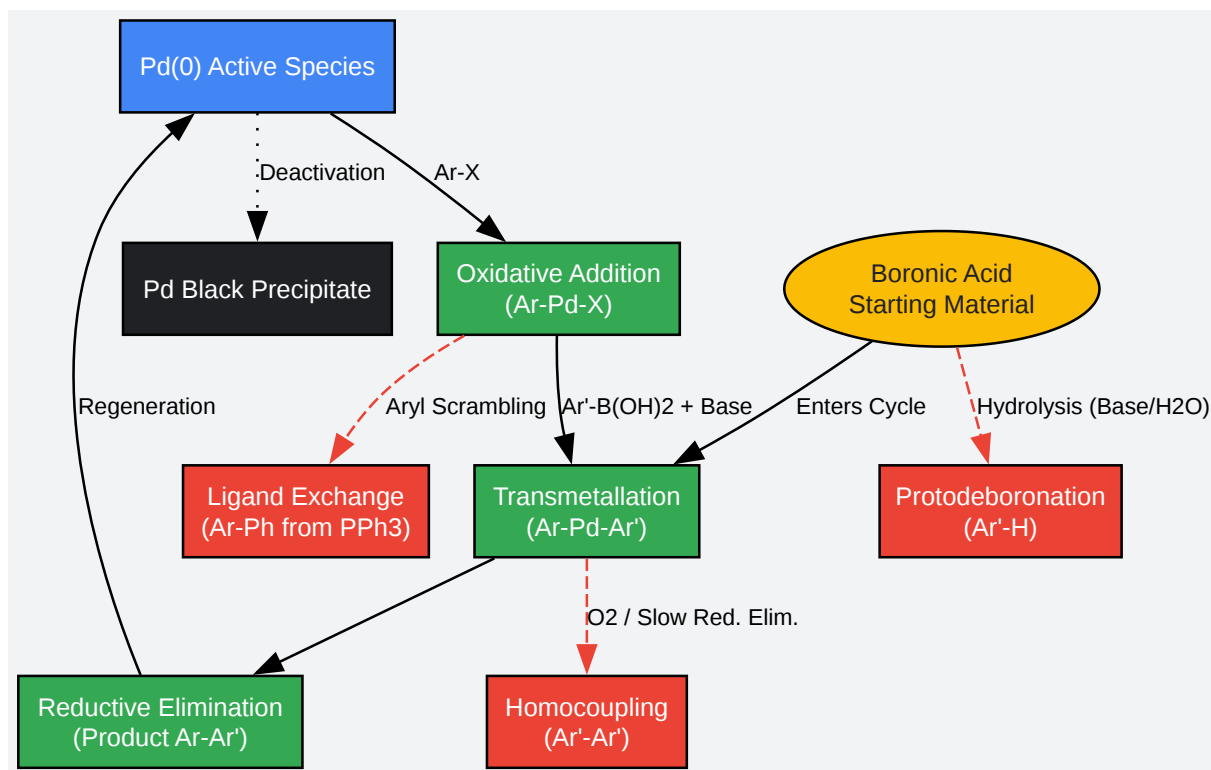 Pd(0) Active Species
Deactivation
Ar-X
Pd Black Precipitate
Oxidative Addition
(Ar-Pd-X)
Boronic Acid
Starting Material
Regeneration
Aryl Scrambling
Ar'-B(OH)2 + Base
Enters Cycle
Hydrolysis (Base/H2O)
Ligand Exchange
(Ar-Ph from PPh3)
Transmetallation
(Ar-Pd-Ar')
Protodeboronation
(Ar'-H)
O2 / Slow Red. Elim.
Reductive Elimination
(Product Ar-Ar')
Homocoupling
(Ar'-Ar')